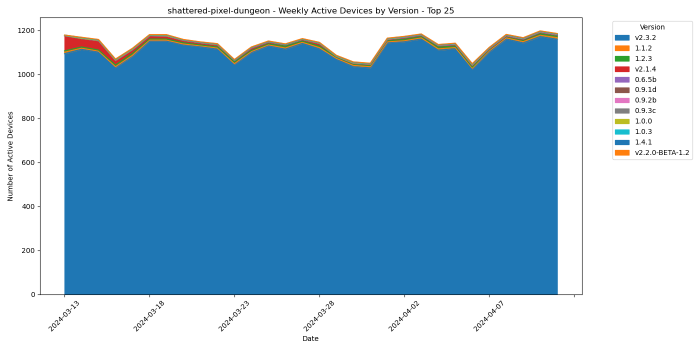 shattered-pixel-dungeon - Weekly Active Devices by Version - Top 25
Number of Active Devices
1200
1000
800
600
400
200
0
2024-03-13
2024-03-18
2024-03-23
2024-03-28
2024-04-02
2024-04-07
Date
Version
v2.3.2
1.1.2
1.2.3
v2.1.4
0.6.5b
0.9.1d
0.9.2b
0.9.3c
1.0.0
1.0.3
1.4.1
v2.2.0-BETA-1.2